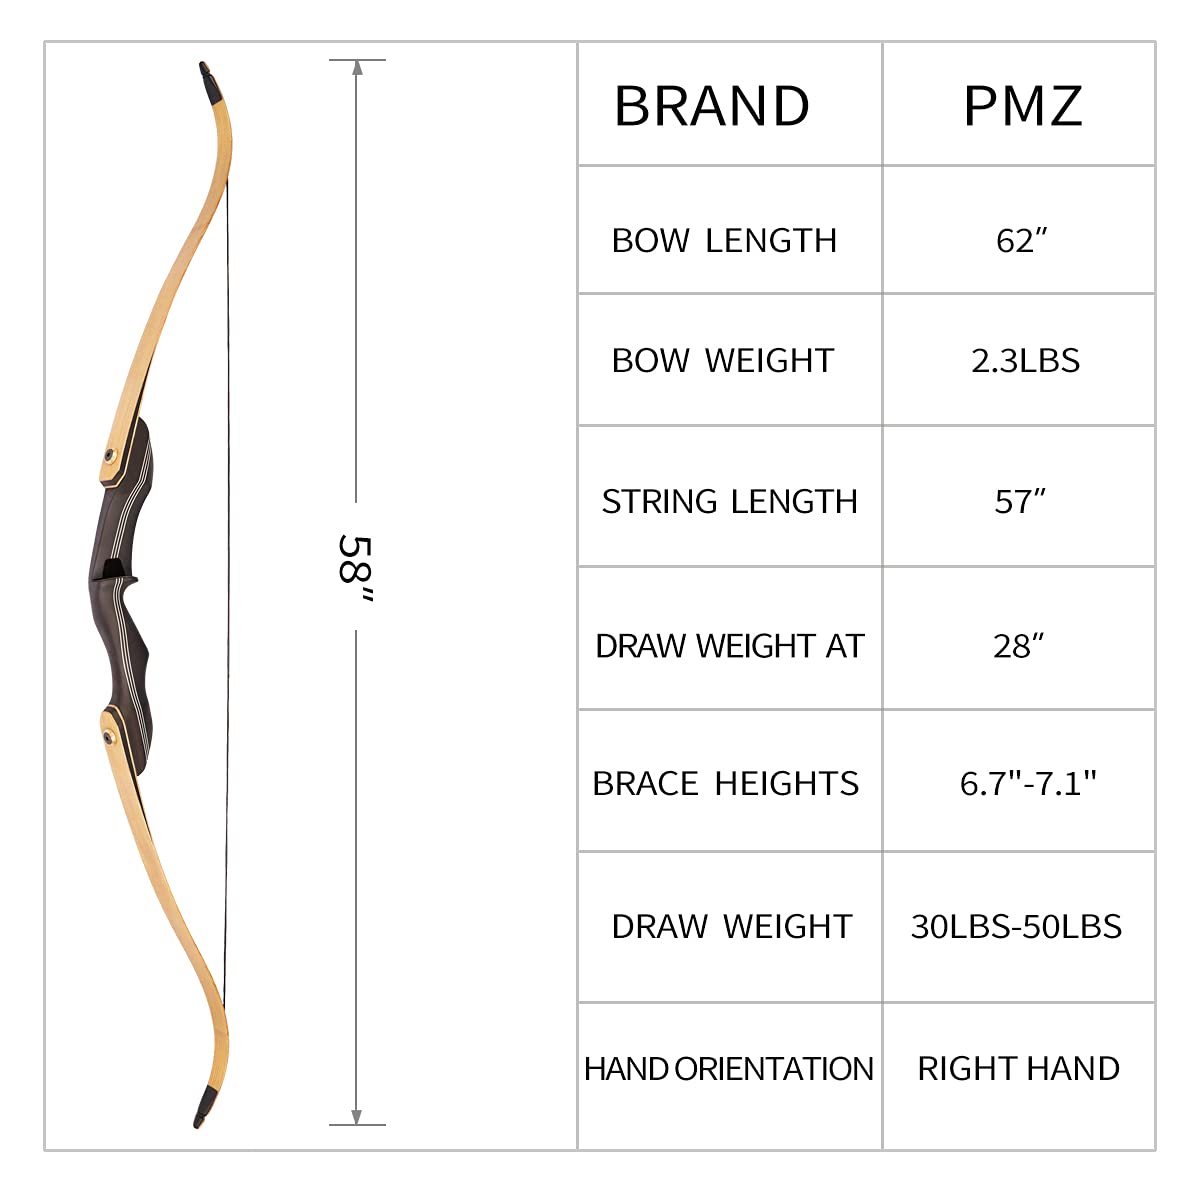 58″
BRAND PMZ
BOW LENGTH 62″
BOW WEIGHT 2.3LBS
STRING LENGTH 57″
DRAW WEIGHT AT 28″
BRACE HEIGHTS 6.7"-7.1"
DRAW WEIGHT 30LBS-50LBS
HAND ORIENTATION RIGHT HAND